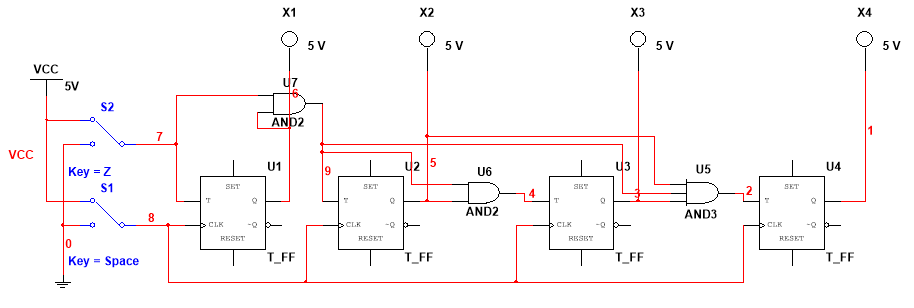 X1 X2 X3 X4
5 V 5 V 5 V 5 V
VCC
5V
U7
6
AND2
S2
7
VCC
Key = Z
S1
8
0
Key = Space
1
U1 U2 U6 U3 U5 U4
9 5 4 3 2
AND2 AND3
SET SET SET SET
T Q T Q T Q T Q
CLK ~Q CLK ~Q CLK ~Q CLK ~Q
RESET RESET RESET RESET
T_FF T_FF T_FF T_FF